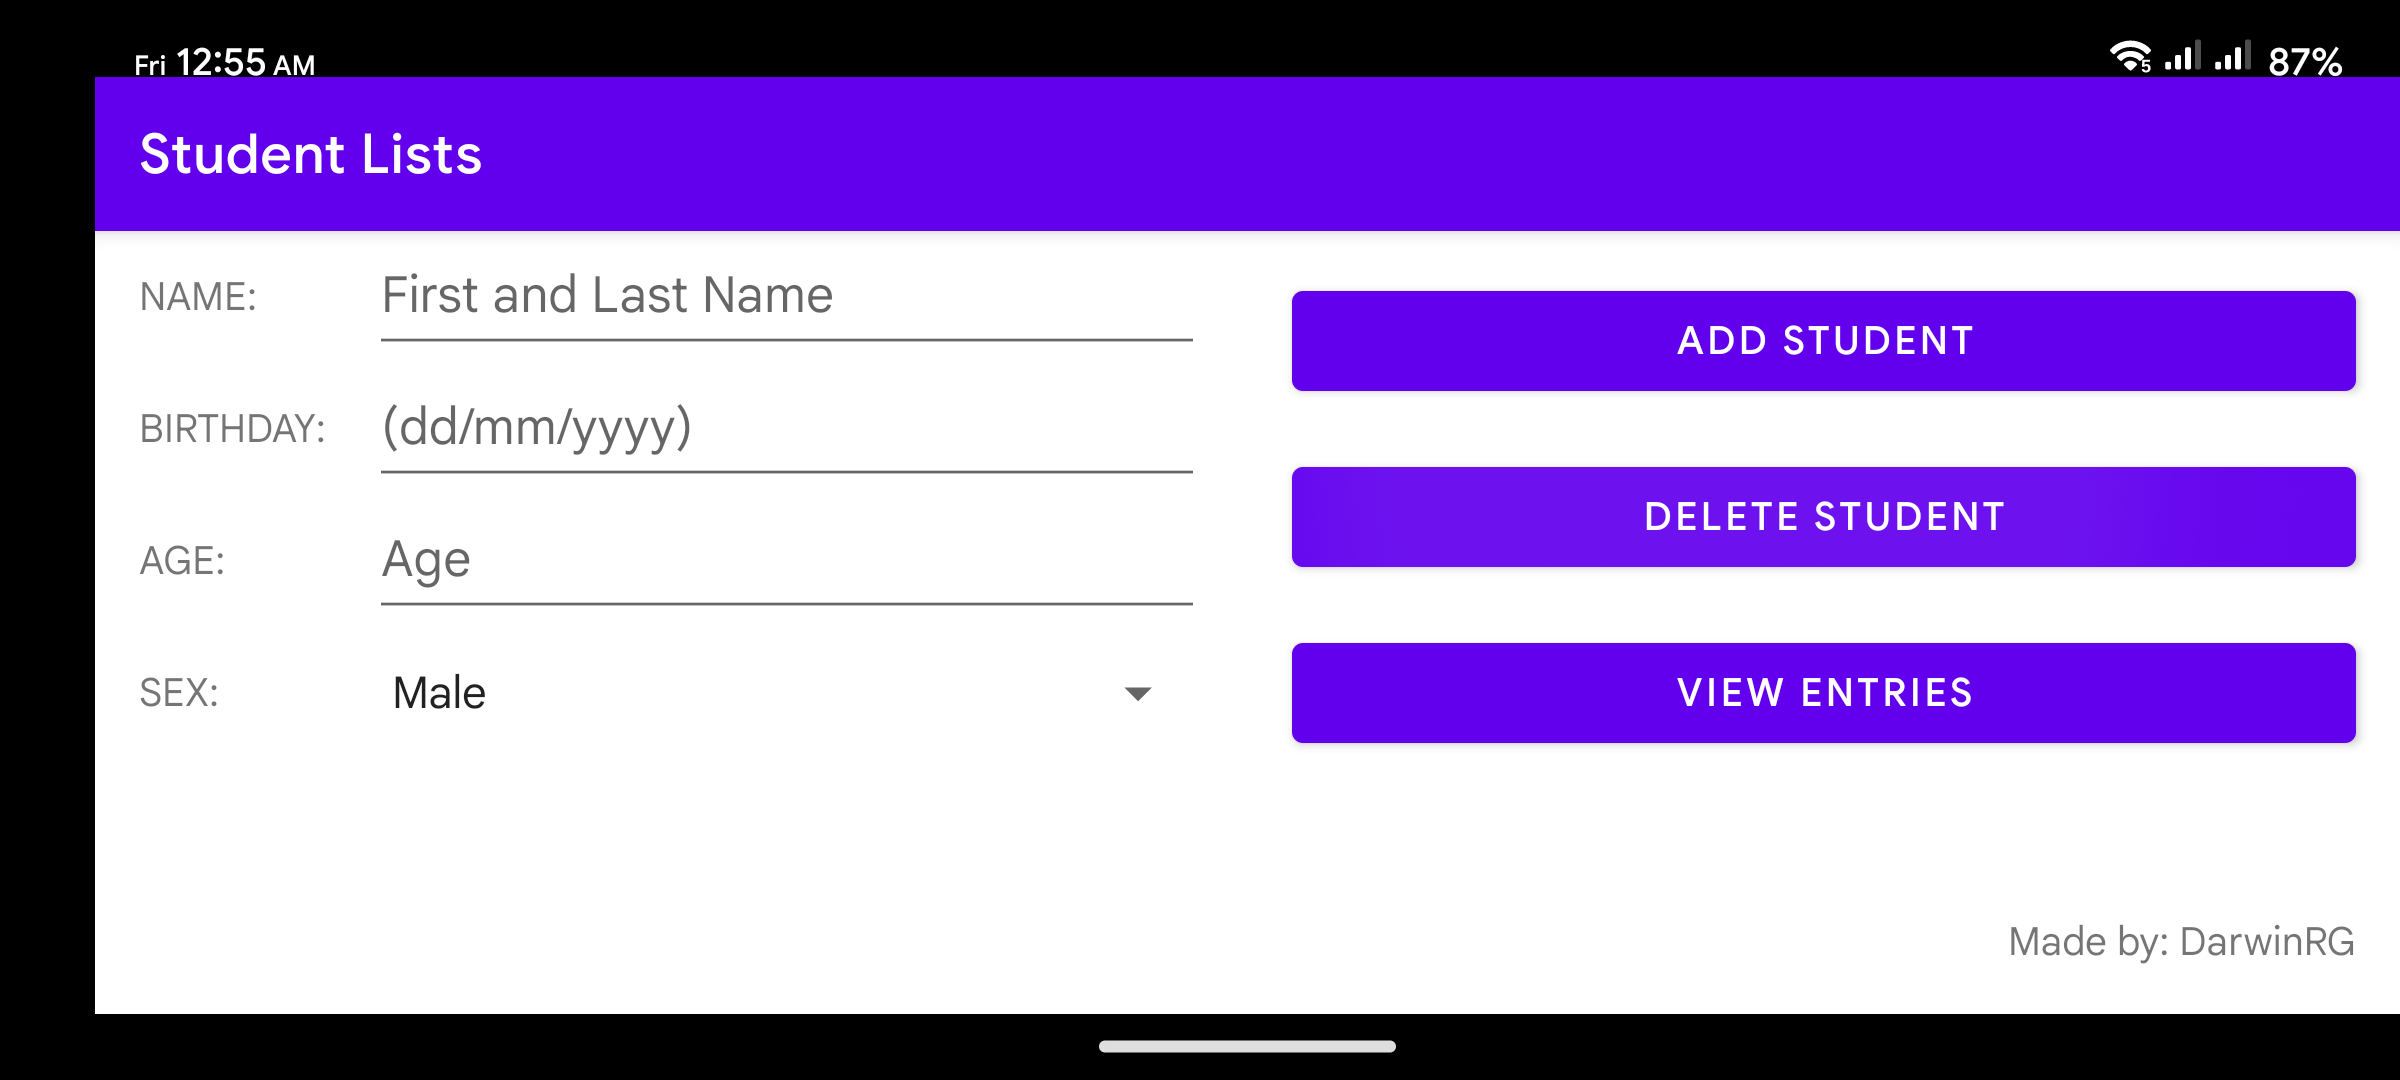 Fri 12:55 AM
5
87%
Student Lists
NAME:
First and Last Name
BIRTHDAY:
(dd/mm/yyyy)
AGE:
Age
SEX:
Male
ADD STUDENT
DELETE STUDENT
VIEW ENTRIES
Made by: DarwinRG